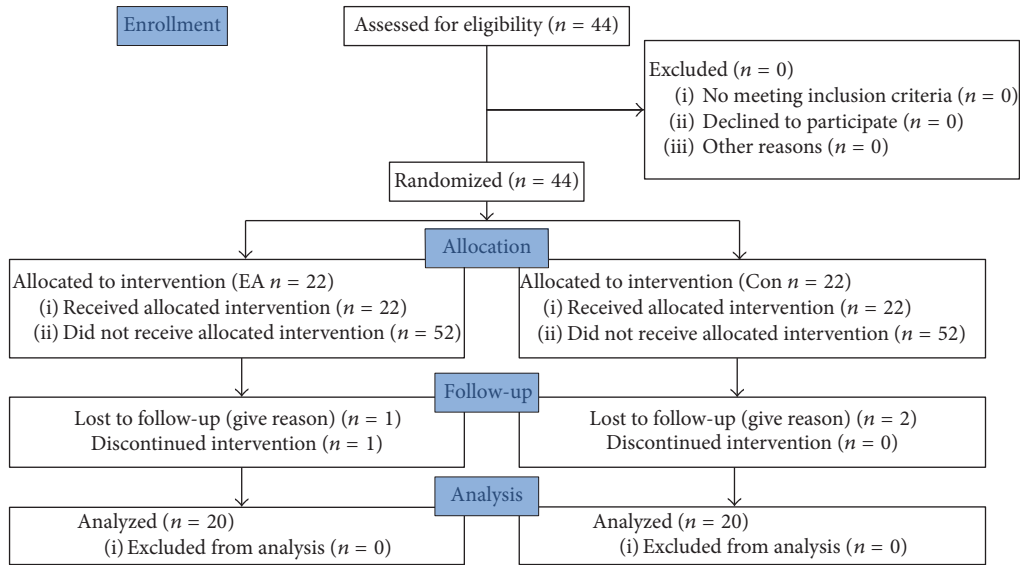 Enrollment
Assessed for eligibility (n = 44)
Excluded (n = 0)
(i) No meeting inclusion criteria (n = 0)
(ii) Declined to participate (n = 0)
(iii) Other reasons (n = 0)
Randomized (n = 44)
Allocation
Allocated to intervention (EA n = 22)
(i) Received allocated intervention (n = 22)
(ii) Did not receive allocated intervention (n = 52)
Allocated to intervention (Con n = 22)
(i) Received allocated intervention (n = 22)
(ii) Did not receive allocated intervention (n = 52)
Follow-up
Lost to follow-up (give reason) (n = 1)
Discontinued intervention (n = 1)
Lost to follow-up (give reason) (n = 2)
Discontinued intervention (n = 0)
Analysis
Analyzed (n = 20)
(i) Excluded from analysis (n = 0)
Analyzed (n = 20)
(i) Excluded from analysis (n = 0)